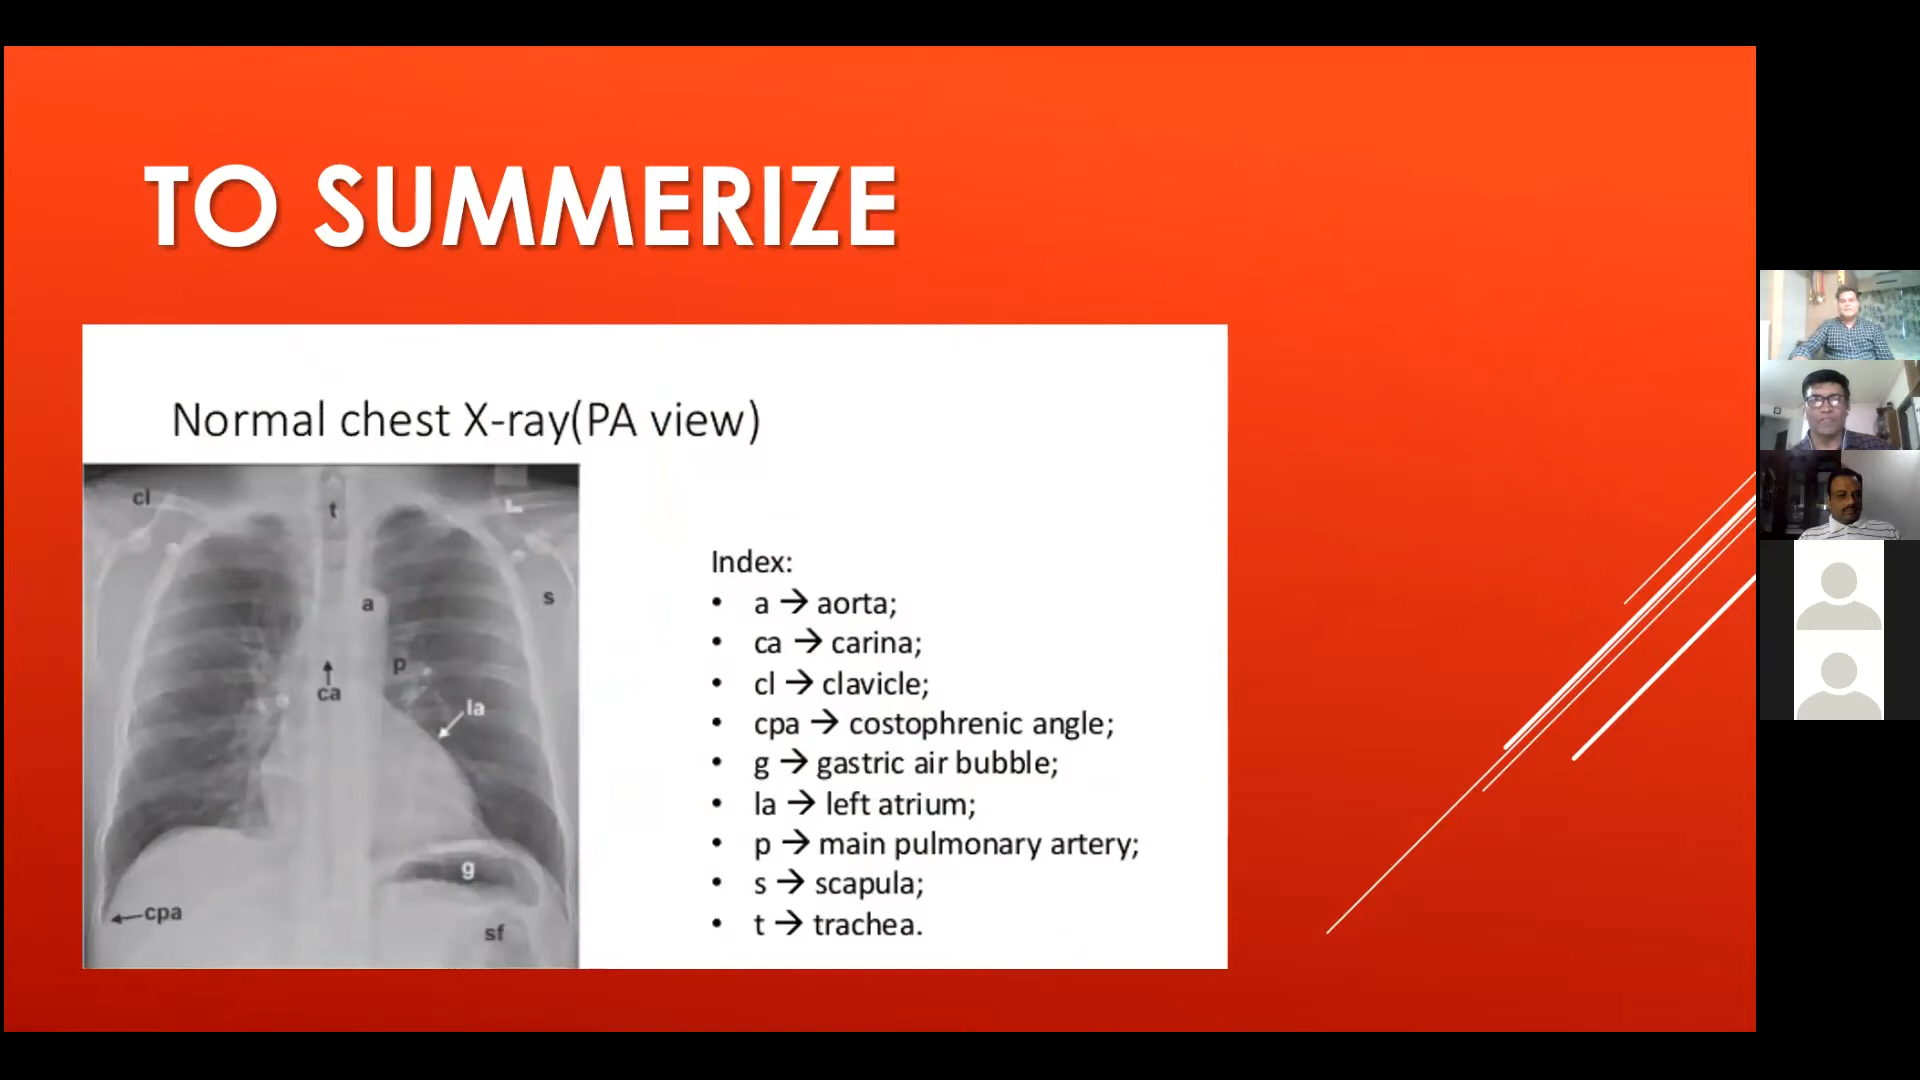 TO SUMMERIZE
Normal chest X-ray(PA view)
cl
t
L
a
s
p
ca
la
g
cpa
sf
Index:
• a → aorta;
• ca → carina;
• cl → clavicle;
• cpa → costophrenic angle;
• g → gastric air bubble;
• la → left atrium;
• p → main pulmonary artery;
• s → scapula;
• t → trachea.